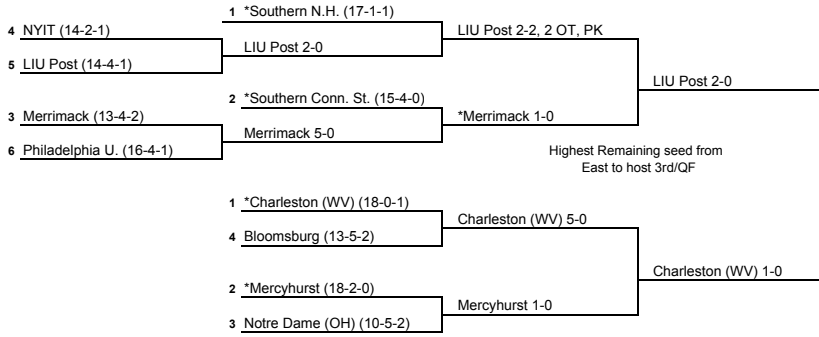 1 *Southern N.H. (17-1-1)
4 NYIT (14-2-1)
LIU Post 2-2, 2 OT, PK
LIU Post 2-0
5 LIU Post (14-4-1)
LIU Post 2-0
2 *Southern Conn. St. (15-4-0)
3 Merrimack (13-4-2)
*Merrimack 1-0
Merrimack 5-0
6 Philadelphia U. (16-4-1)
Highest Remaining seed from
East to host 3rd/QF
1 *Charleston (WV) (18-0-1)
Charleston (WV) 5-0
4 Bloomsburg (13-5-2)
Charleston (WV) 1-0
2 *Mercyhurst (18-2-0)
Mercyhurst 1-0
3 Notre Dame (OH) (10-5-2)